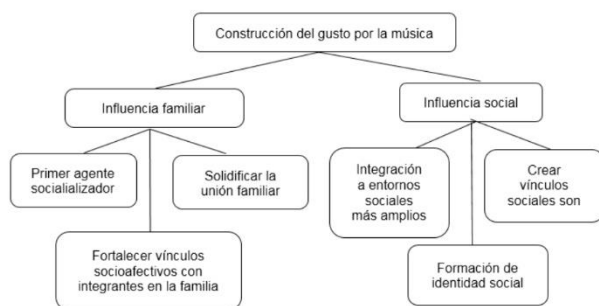 Construcción del gusto por la música
Influencia familiar
Influencia social
Primer agente
socialializador
Solidificar la
unión familiar
Integración
a entornos
sociales
más amplios
Crear
vínculos
sociales son
Fortalecer vínculos
socioafectivos con
integrantes en la familia
Formación de
identidad social